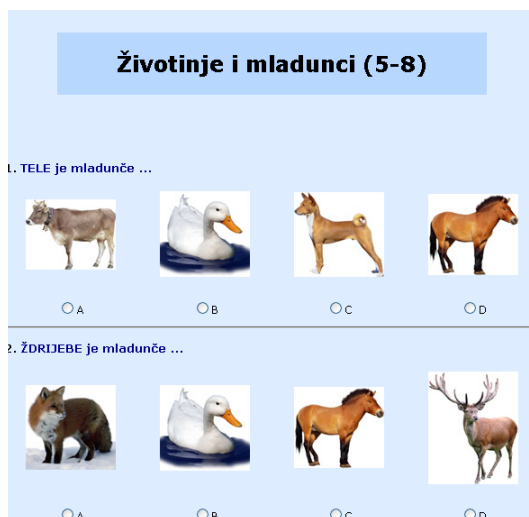 Životinje i mladunci (5-8)
1. TELE je mladunče ...
A B C D
2. ŽDRIJEBE je mladunče ...
A B C D